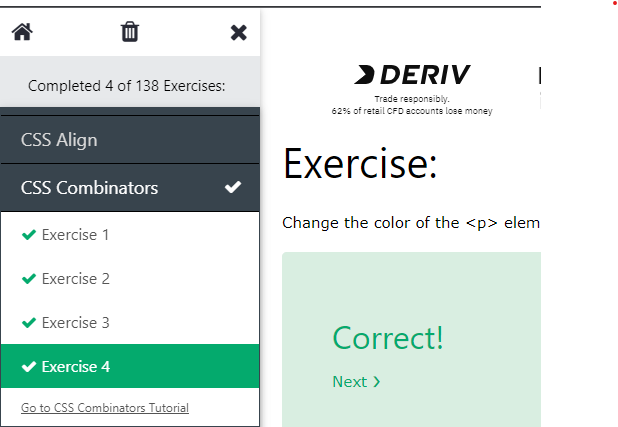 Completed 4 of 138 Exercises:
CSS Align
CSS Combinators
Exercise 1
Exercise 2
Exercise 3
Exercise 4
Go to CSS Combinators Tutorial
DERIV
Trade responsibly.
62% of retail CFD accounts lose money
Exercise:
Change the color of the <p> elem
Correct!
Next